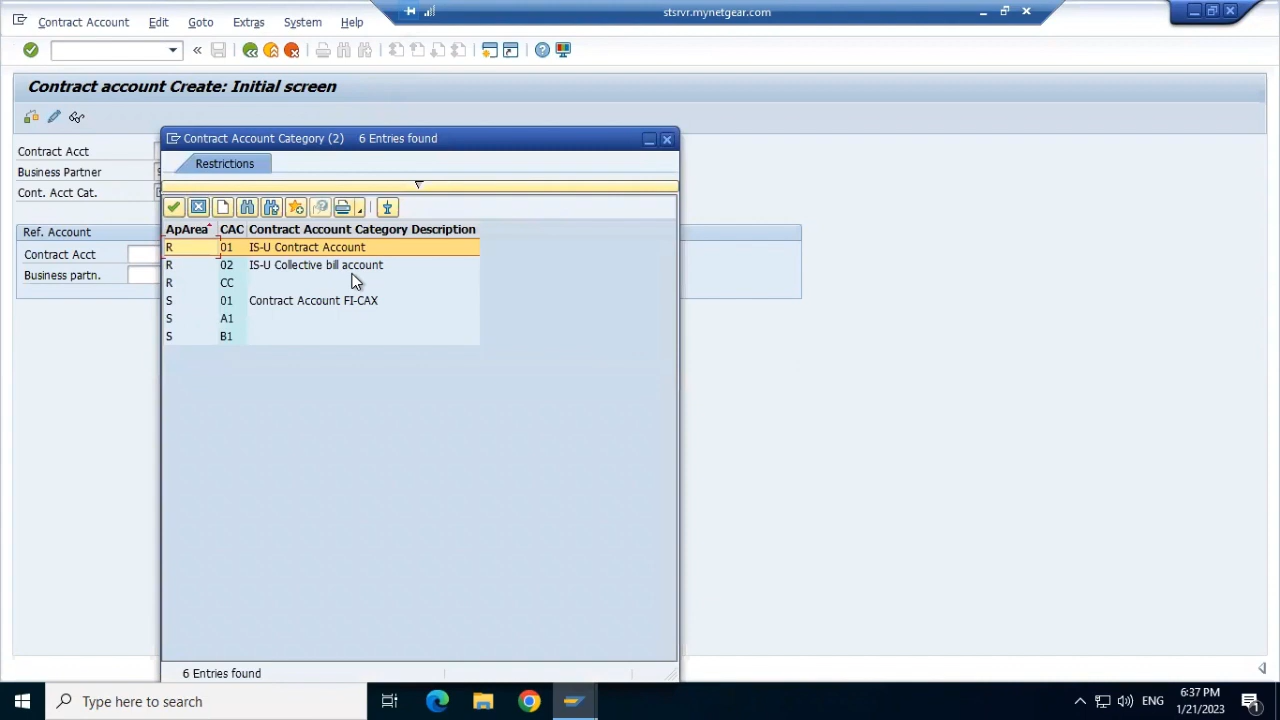 stsrvr.mynetgear.com
Contract Account Edit Goto Extras System Help
Contract account Create: Initial screen
Contract Acct
Business Partner
Cont. Acct Cat.
Ref. Account
Contract Acct
Business partn.
Contract Account Category (2) 6 Entries found
Restrictions
ApArea CAC Contract Account Category Description
R 01 IS-U Contract Account
R 02 IS-U Collective bill account
R CC
S 01 Contract Account FI-CAX
S A1
S B1
6 Entries found
Type here to search
ENG
6:37 PM
1/21/2023
1